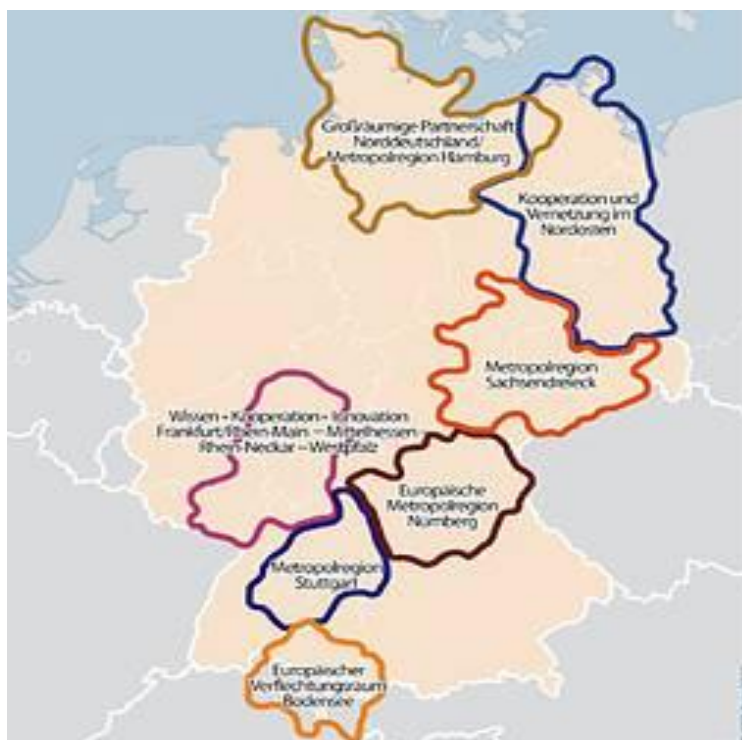 Großräumige Partnerschaft
Norddeutschland/
Metropolregion Hamburg
Kooperation und
Vernetzung im
Nordosten
Metropolregion
Sachsendreieck
Wissen - Kooperation - Innovation
Frankfurt/Rhein-Main - Mittelhessen
Rhein-Neckar - Westpfalz
Europäische
Metropolregion
Nürnberg
Metropolregion
Stuttgart
Europäischer
Verflechtungsraum
Bodensee